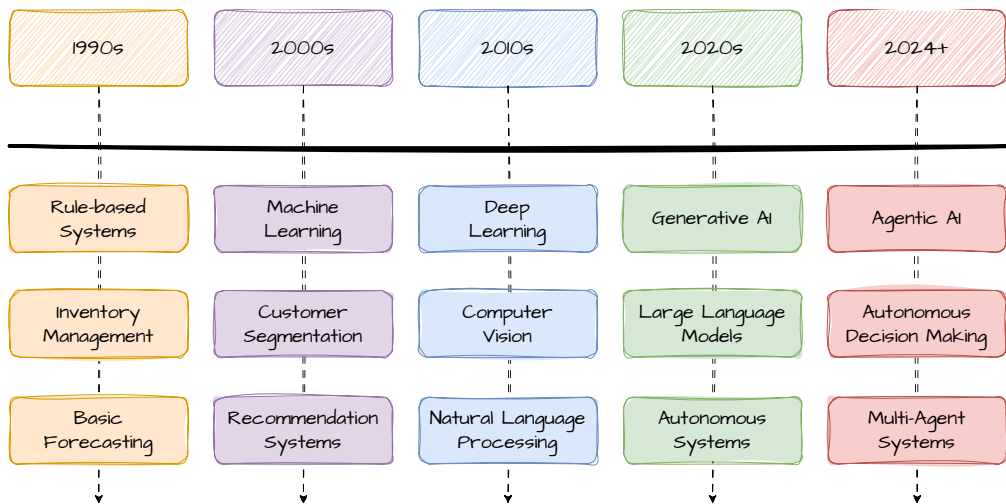 1990s
2000s
2010s
2020s
2024+
Rule-based
Systems
Machine
Learning
Deep
Learning
Generative AI
Agentic AI
Inventory
Management
Customer
Segmentation
Computer
Vision
Large Language
Models
Autonomous
Decision Making
Basic
Forecasting
Recommendation
Systems
Natural Language
Processing
Autonomous
Systems
Multi-Agent
Systems